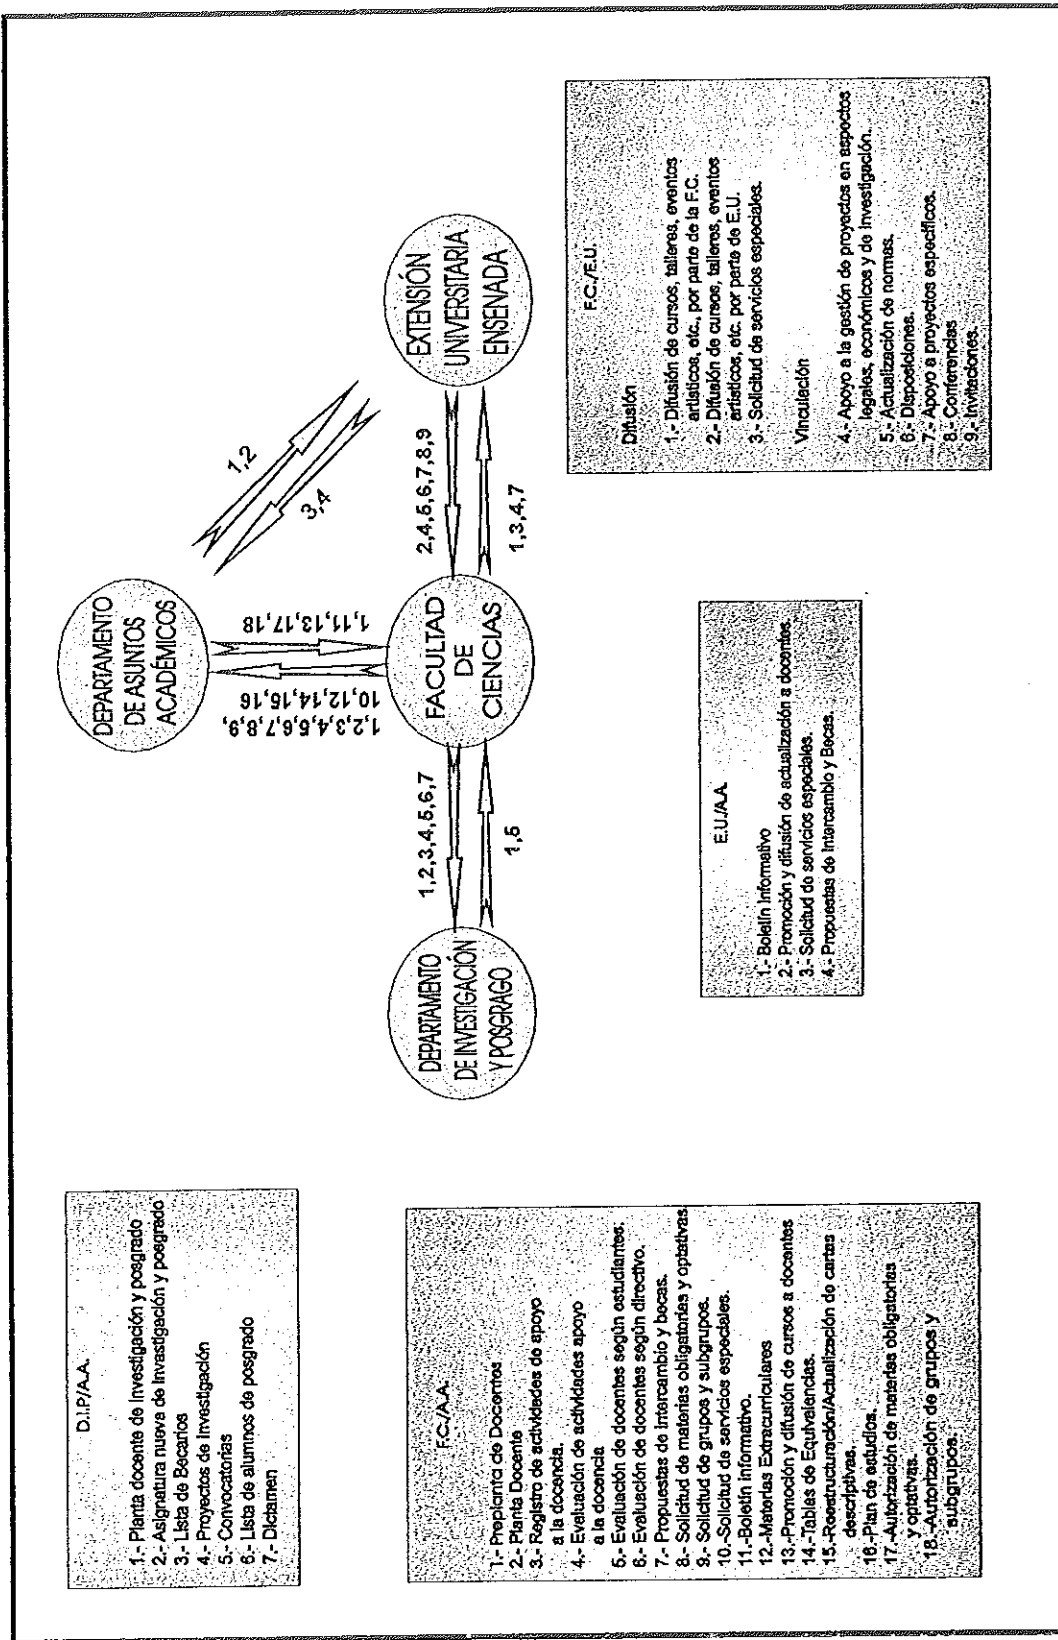 DEPARTAMENTO
DE ASUNTOS
ACADÉMICOS
1,2
3,4
1,2,3,4,5,6,7,8,9,
10,12,14,15,16
1,11,13,17,18
DEPARTAMENTO
DE INVESTIGACIÓN
Y POSGRAGO
1,2,3,4,5,6,7
1,5
FACULTAD
DE
CIENCIAS
2,4,5,6,7,8,9
1,3,4,7
EXTENSIÓN
UNIVERSITARIA
ENSENADA
D.I.P./A.A.
1.- Planta docente de Investigación y posgrado
2.- Asignatura nueva de Invastigación y posgrado
3.- Lista de Becarios
4.- Proyectos de Investigación
5.- Convocatorias
6.- Lista de alumnos de posgrado
7.- Dictamen
F.C./A.A.
1.- Preplanta de Docentes
2.- Planta Docente
3.- Registro de actividades de apoyo
a la docencia.
4.- Evaluación de actividades apoyo
a la docencia
5.- Evaluación de docentes según estudiantes.
6.- Evaluación de docentes según directivo.
7.- Propuestas de Intercambio y becas.
8.- Solicitud de materias obligatorias y optativas
9.- Solicitud de grupos y subgrupos.
10.-Solicitud de servicios especiales.
11.-Boletín Informativo.
12.-Materias Extracurriculares
13.-Promoción y difusión de cursos a docentes
14.-Tablas de Equivalencias.
15.-Reestructuración/Actualización de cartas
descriptivas.
16.-Plan de estudios.
17.-Autorización de materias obligatorias
y optativas.
18.-Autorización de grupos y
subgrupos.
E.U./A.A.
1.- Boletín Informativo
2.- Promoción y difusión de actualización a docentes.
3.- Solicitud de servicios especiales.
4.- Propuestas de Intercambio y Becas.
F.C./E.U.
Difusión
1.- Difusión de cursos, talleres, eventos
artísticos, etc., por parte de la F.C.
2.- Difusión de cursos, talleres, eventos
artísticos, etc. por parte de E.U.
3.- Solicitud de servicios especiales.
Vinculación
4.- Apoyo a la gestión de proyectos en aspectos
legales, económicos y de Investigación.
5.- Actualización de normas.
6.- Disposiciones.
7.- Apoyo a proyectos específicos.
8.- Conferencias
9.- Invitaciones.